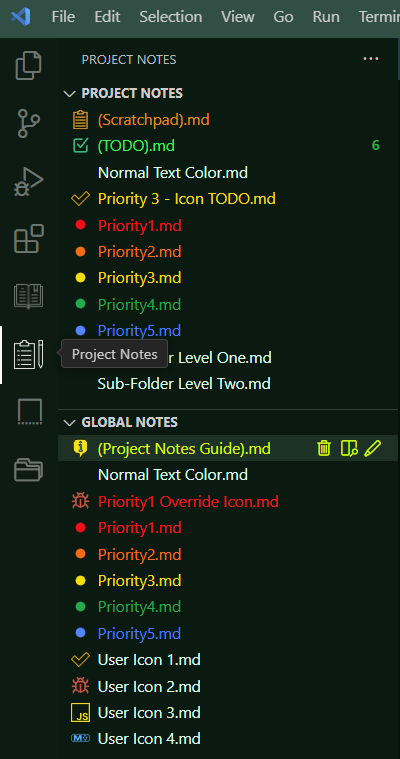 File Edit Selection View Go Run Termin
PROJECT NOTES
PROJECT NOTES
(Scratchpad).md
(TODO).md 6
Normal Text Color.md
Priority 3 - Icon TODO.md
Priority1.md
Priority2.md
Priority3.md
Priority4.md
Priority5.md
Project Notes
er Level One.md
Sub-Folder Level Two.md
GLOBAL NOTES
(Project Notes Guide).md
Normal Text Color.md
Priority1 Override Icon.md
Priority1.md
Priority2.md
Priority3.md
Priority4.md
Priority5.md
User Icon 1.md
User Icon 2.md
JS User Icon 3.md
M User Icon 4.md